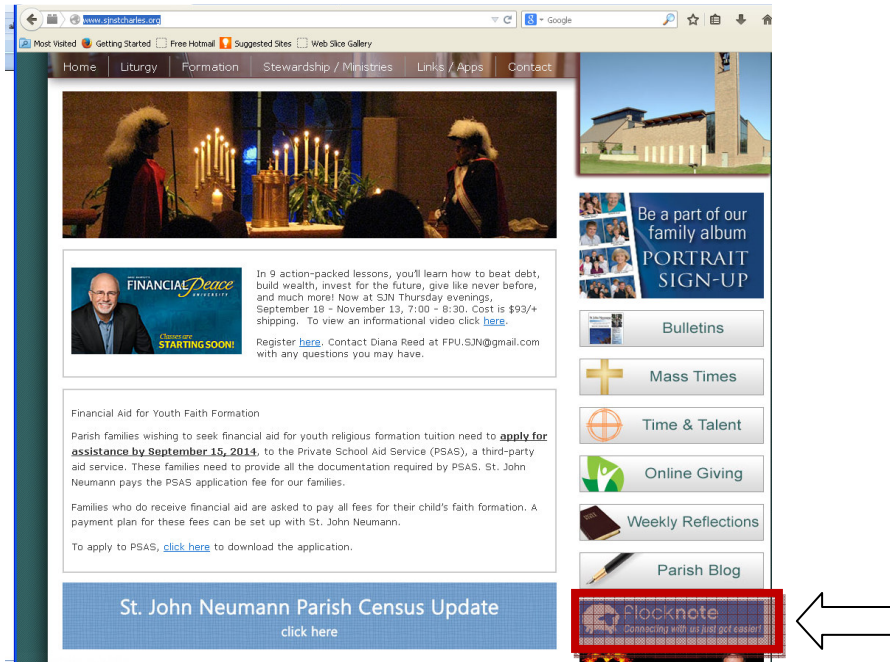 www.sjnstcharles.org
Google
Most Visited Getting Started Free Hotmail Suggested Sites Web Slice Gallery
Home Liturgy Formation Stewardship / Ministries Links / Apps Contact
Be a part of our
family album
PORTRAIT
SIGN-UP
FINANCIAL Peace
UNIVERSITY
Classes are
STARTING SOON!
In 9 action-packed lessons, you'll learn how to beat debt,
build wealth, invest for the future, give like never before,
and much more! Now at SJN Thursday evenings,
September 18 - November 13, 7:00 - 8:30. Cost is $93/+
shipping. To view an informational video click here.
Register here. Contact Diana Reed at FPU.SJN@gmail.com
with any questions you may have.
Bulletins
Mass Times
Time & Talent
Online Giving
Weekly Reflections
Parish Blog
Financial Aid for Youth Faith Formation
Parish families wishing to seek financial aid for youth religious formation tuition need to apply for
assistance by September 15, 2014, to the Private School Aid Service (PSAS), a third-party
aid service. These families need to provide all the documentation required by PSAS. St. John
Neumann pays the PSAS application fee for our families.
Families who do receive financial aid are asked to pay all fees for their child's faith formation. A
payment plan for these fees can be set up with St. John Neumann.
To apply to PSAS, click here to download the application.
St. John Neumann Parish Census Update
click here
flocknote
Connecting with us just got easier!